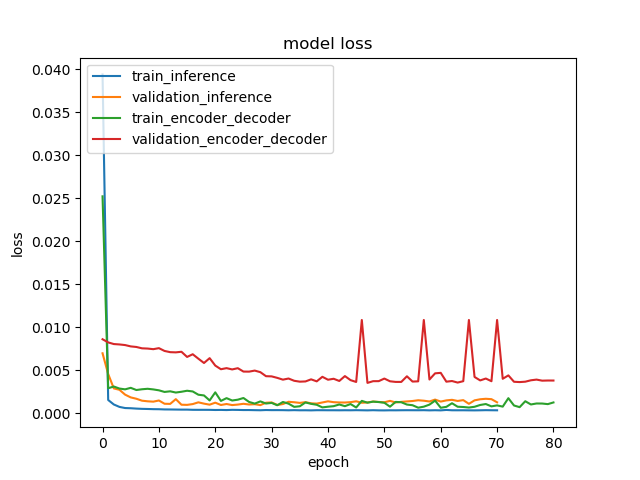 model loss
train_inference
validation_inference
train_encoder_decoder
validation_encoder_decoder
0.040
0.035
0.030
0.025
0.020
0.015
0.010
0.005
0.000
loss
0 10 20 30 40 50 60 70 80
epoch